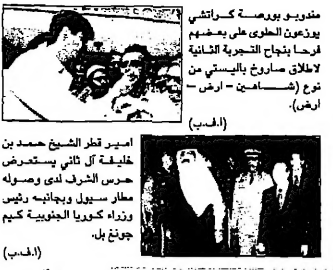 مندوبو بورصة كراتشي
يوزعون الحلوى على بعضهم
فرحا بنجاح التجربة الثانية
لاطلاق صاروخ باليستي من
نوع (شاهين - ارض -
ارض).
(ا.ف.ب)
امير قطر الشيخ حمد بن
خليفة آل ثاني يستعرض
حرس الشرف لدى وصوله
مطار سيول وبجانبه رئيس
وزراء كوريا الجنوبية كيم
جونغ بل.
(ا.ف.ب)